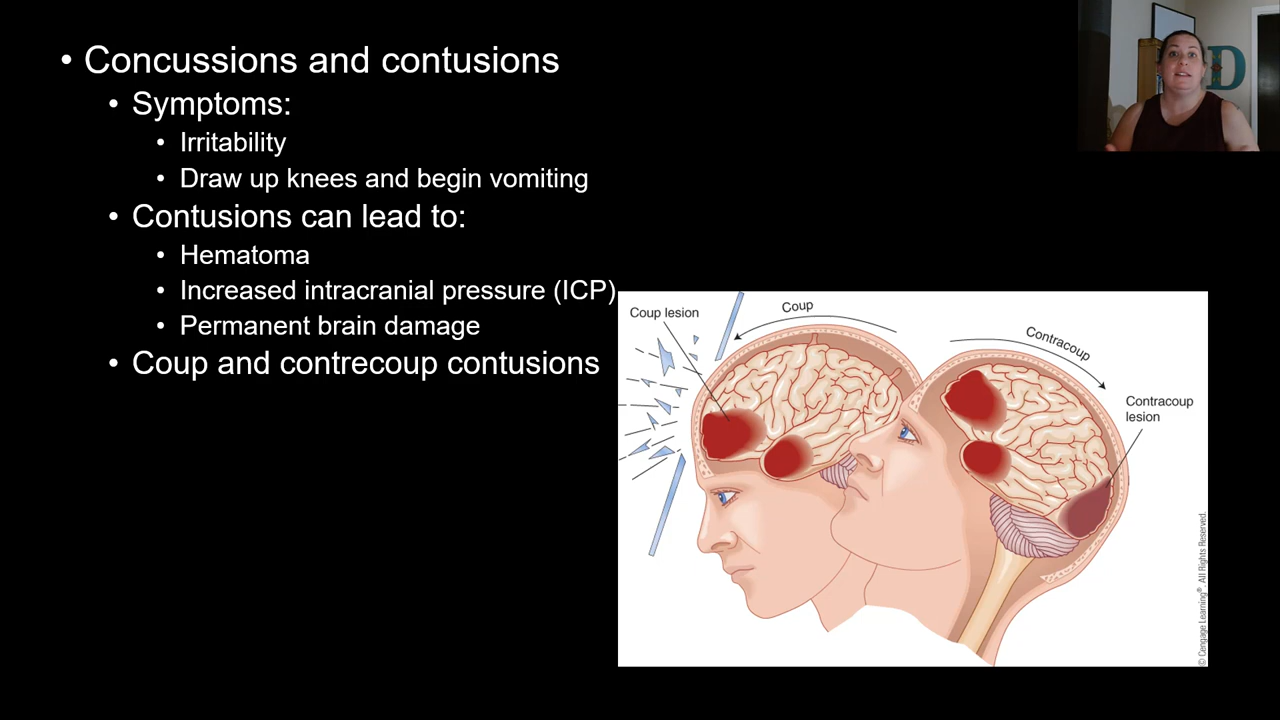 • Concussions and contusions
• Symptoms:
• Irritability
• Draw up knees and begin vomiting
• Contusions can lead to:
• Hematoma
• Increased intracranial pressure (ICP)
• Permanent brain damage
• Coup and contrecoup contusions
Coup lesion
Coup
Contracoup
Contracoup
lesion
© Cengage Learning®. All Rights Reserved.
D